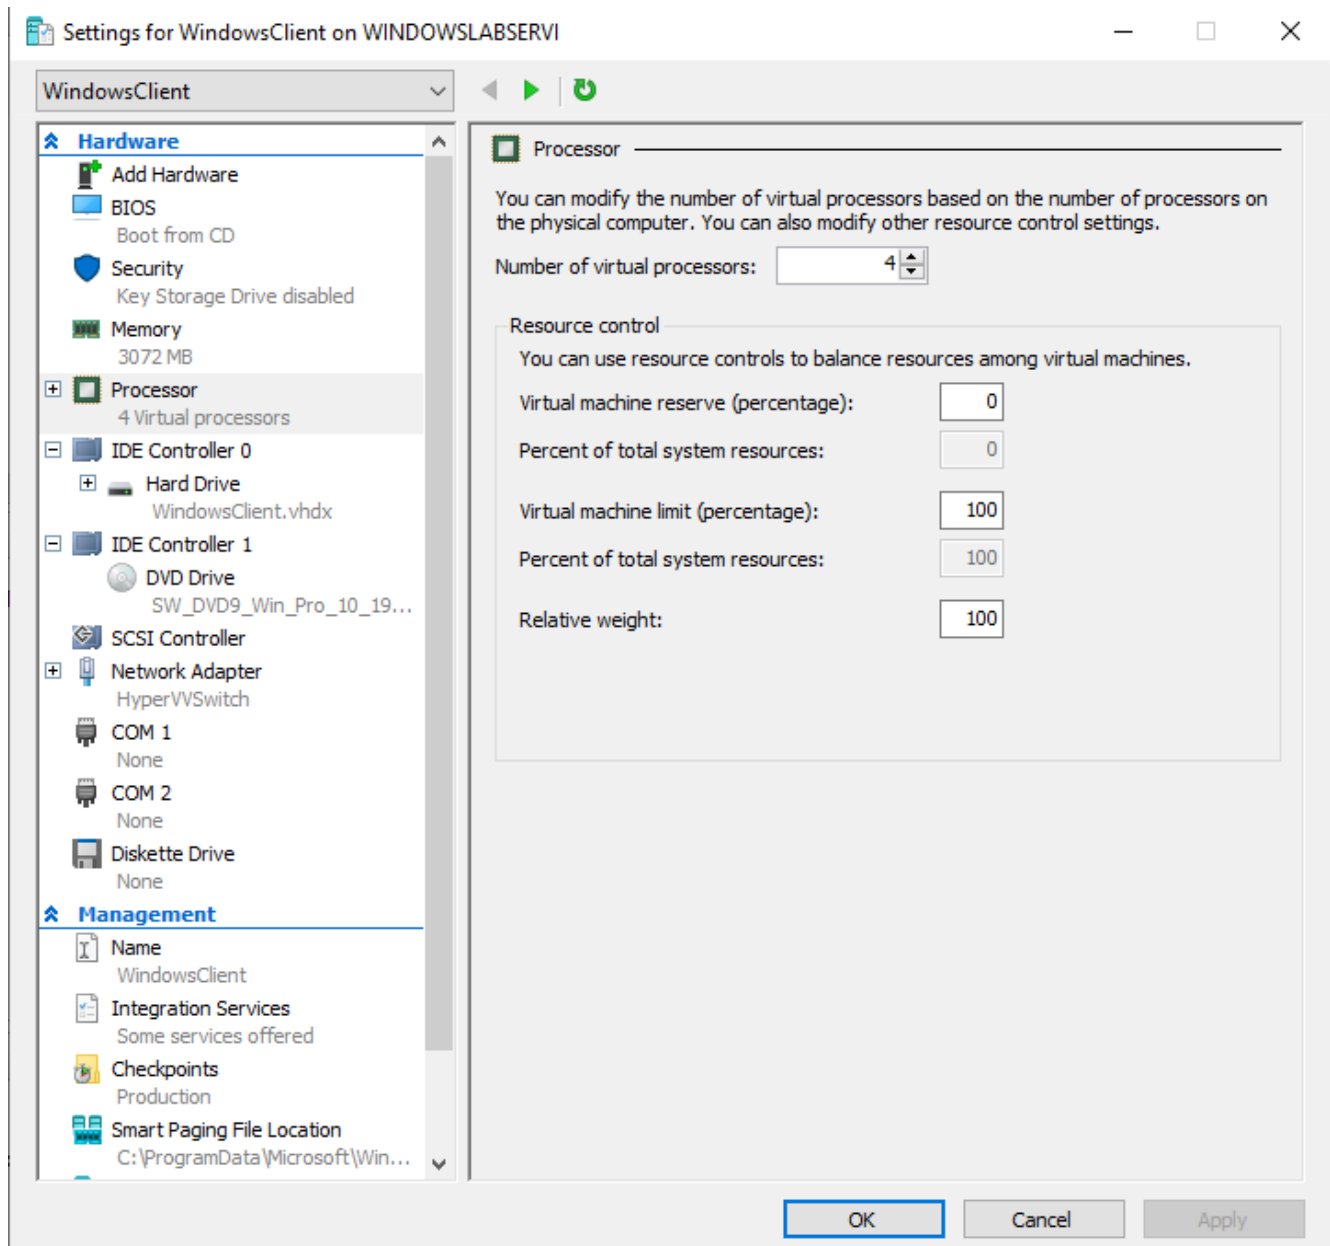 Settings for WindowsClient on WINDOWSLABSERVI
WindowsClient
Hardware
Add Hardware
BIOS
Boot from CD
Security
Key Storage Drive disabled
Memory
3072 MB
Processor
4 Virtual processors
IDE Controller 0
Hard Drive
WindowsClient.vhdx
IDE Controller 1
DVD Drive
SW_DVD9_Win_Pro_10_19...
SCSI Controller
Network Adapter
HyperVVSwitch
COM 1
None
COM 2
None
Diskette Drive
None
Management
Name
WindowsClient
Integration Services
Some services offered
Checkpoints
Production
Smart Paging File Location
C:\ProgramData\Microsoft\Win...
Processor
You can modify the number of virtual processors based on the number of processors on
the physical computer. You can also modify other resource control settings.
Number of virtual processors: 4
Resource control
You can use resource controls to balance resources among virtual machines.
Virtual machine reserve (percentage): 0
Percent of total system resources: 0
Virtual machine limit (percentage): 100
Percent of total system resources: 100
Relative weight: 100
OK Cancel Apply